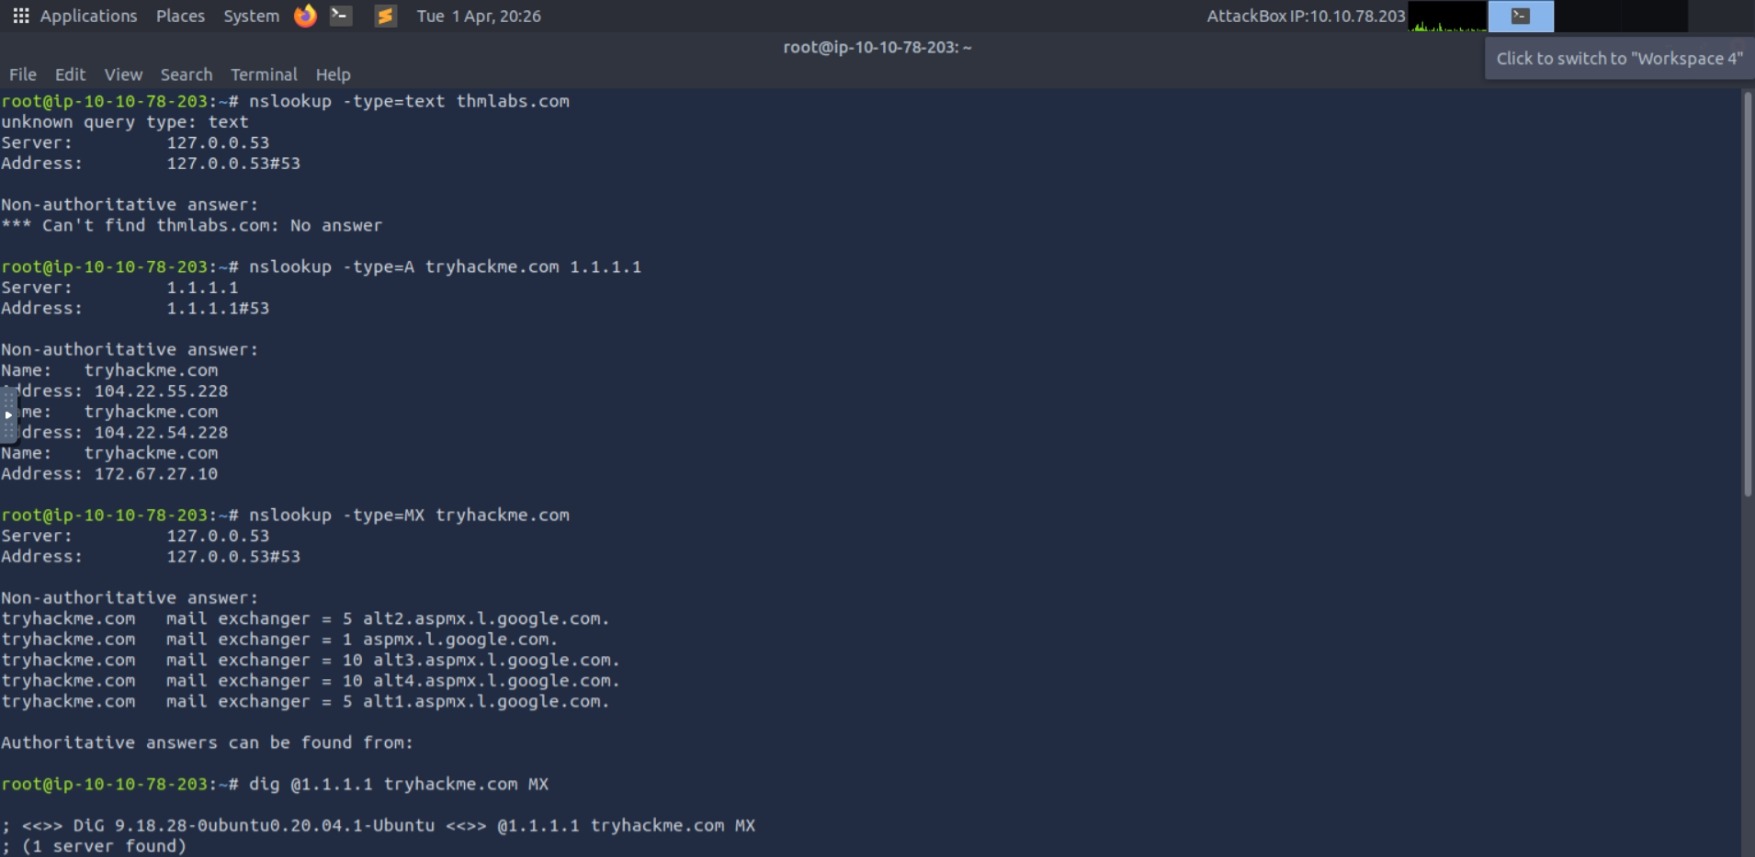 Applications Places System Tue 1 Apr, 20:26 AttackBox IP:10.10.78.203
root@ip-10-10-78-203: ~
Click to switch to "Workspace 4"
File Edit View Search Terminal Help
root@ip-10-10-78-203:~# nslookup -type=text thmlabs.com
unknown query type: text
Server: 127.0.0.53
Address: 127.0.0.53#53
Non-authoritative answer:
*** Can't find thmlabs.com: No answer
root@ip-10-10-78-203:~# nslookup -type=A tryhackme.com 1.1.1.1
Server: 1.1.1.1
Address: 1.1.1.1#53
Non-authoritative answer:
Name: tryhackme.com
ddress: 104.22.55.228
me: tryhackme.com
dress: 104.22.54.228
Name: tryhackme.com
Address: 172.67.27.10
root@ip-10-10-78-203:~# nslookup -type=MX tryhackme.com
Server: 127.0.0.53
Address: 127.0.0.53#53
Non-authoritative answer:
tryhackme.com mail exchanger = 5 alt2.aspmx.l.google.com.
tryhackme.com mail exchanger = 1 aspmx.l.google.com.
tryhackme.com mail exchanger = 10 alt3.aspmx.l.google.com.
tryhackme.com mail exchanger = 10 alt4.aspmx.l.google.com.
tryhackme.com mail exchanger = 5 alt1.aspmx.l.google.com.
Authoritative answers can be found from:
root@ip-10-10-78-203:~# dig @1.1.1.1 tryhackme.com MX
; <<>> DiG 9.18.28-0ubuntu0.20.04.1-Ubuntu <<>> @1.1.1.1 tryhackme.com MX
; (1 server found)